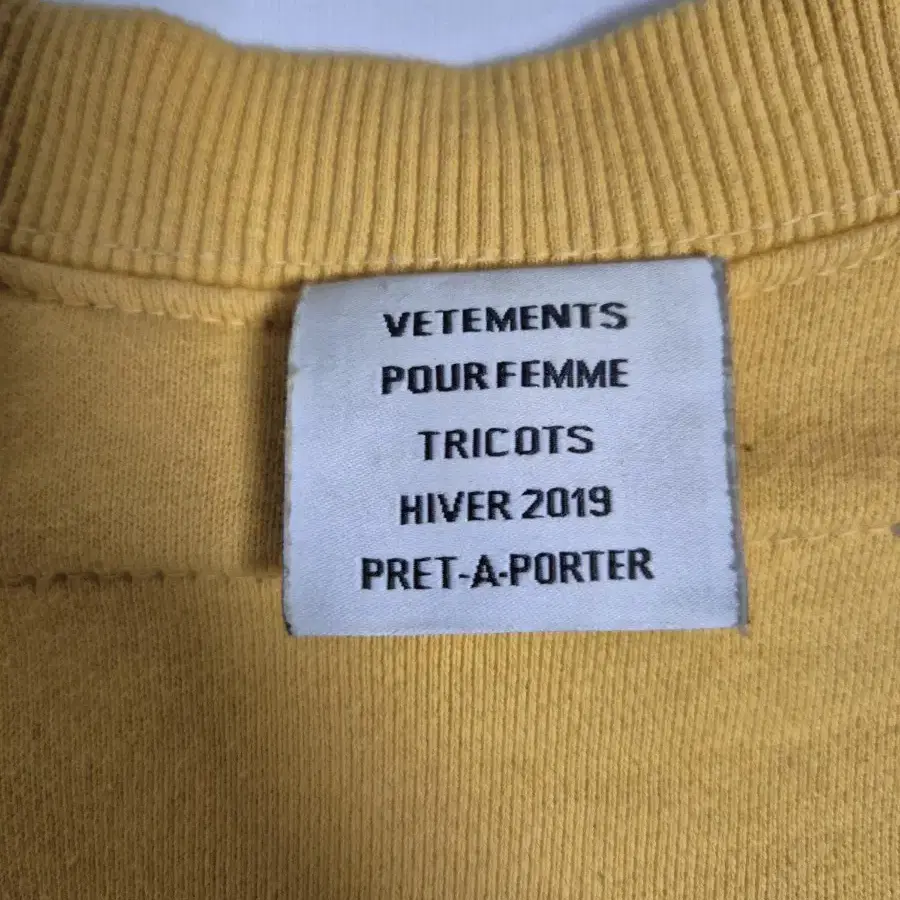 VETEMENTS
POUR FEMME
TRICOTS
HIVER 2019
PRET-A-PORTER